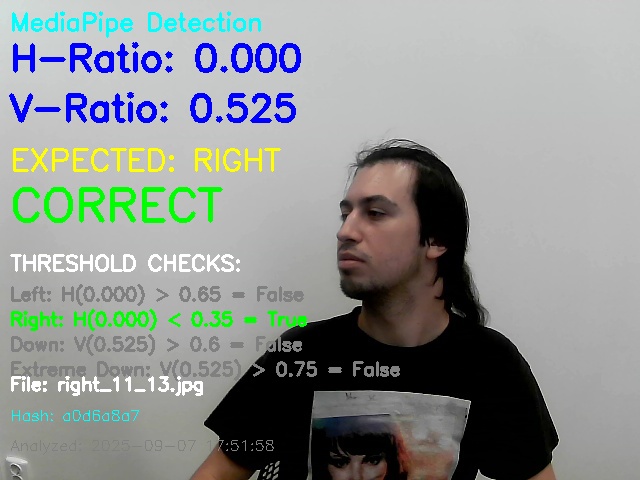 MediaPipe Detection
H-Ratio: 0.000
V-Ratio: 0.525
EXPECTED: RIGHT
CORRECT
THRESHOLD CHECKS:
Left: H(0.000) > 0.65 = False
Right: H(0.000) < 0.35 = True
Down: V(0.525) > 0.6 = False
Extreme Down: V(0.525) > 0.75 = False
File: right_11_13.jpg
Hash: a0d6a8a7
Analyzed: 2025-09-07 17:51:58